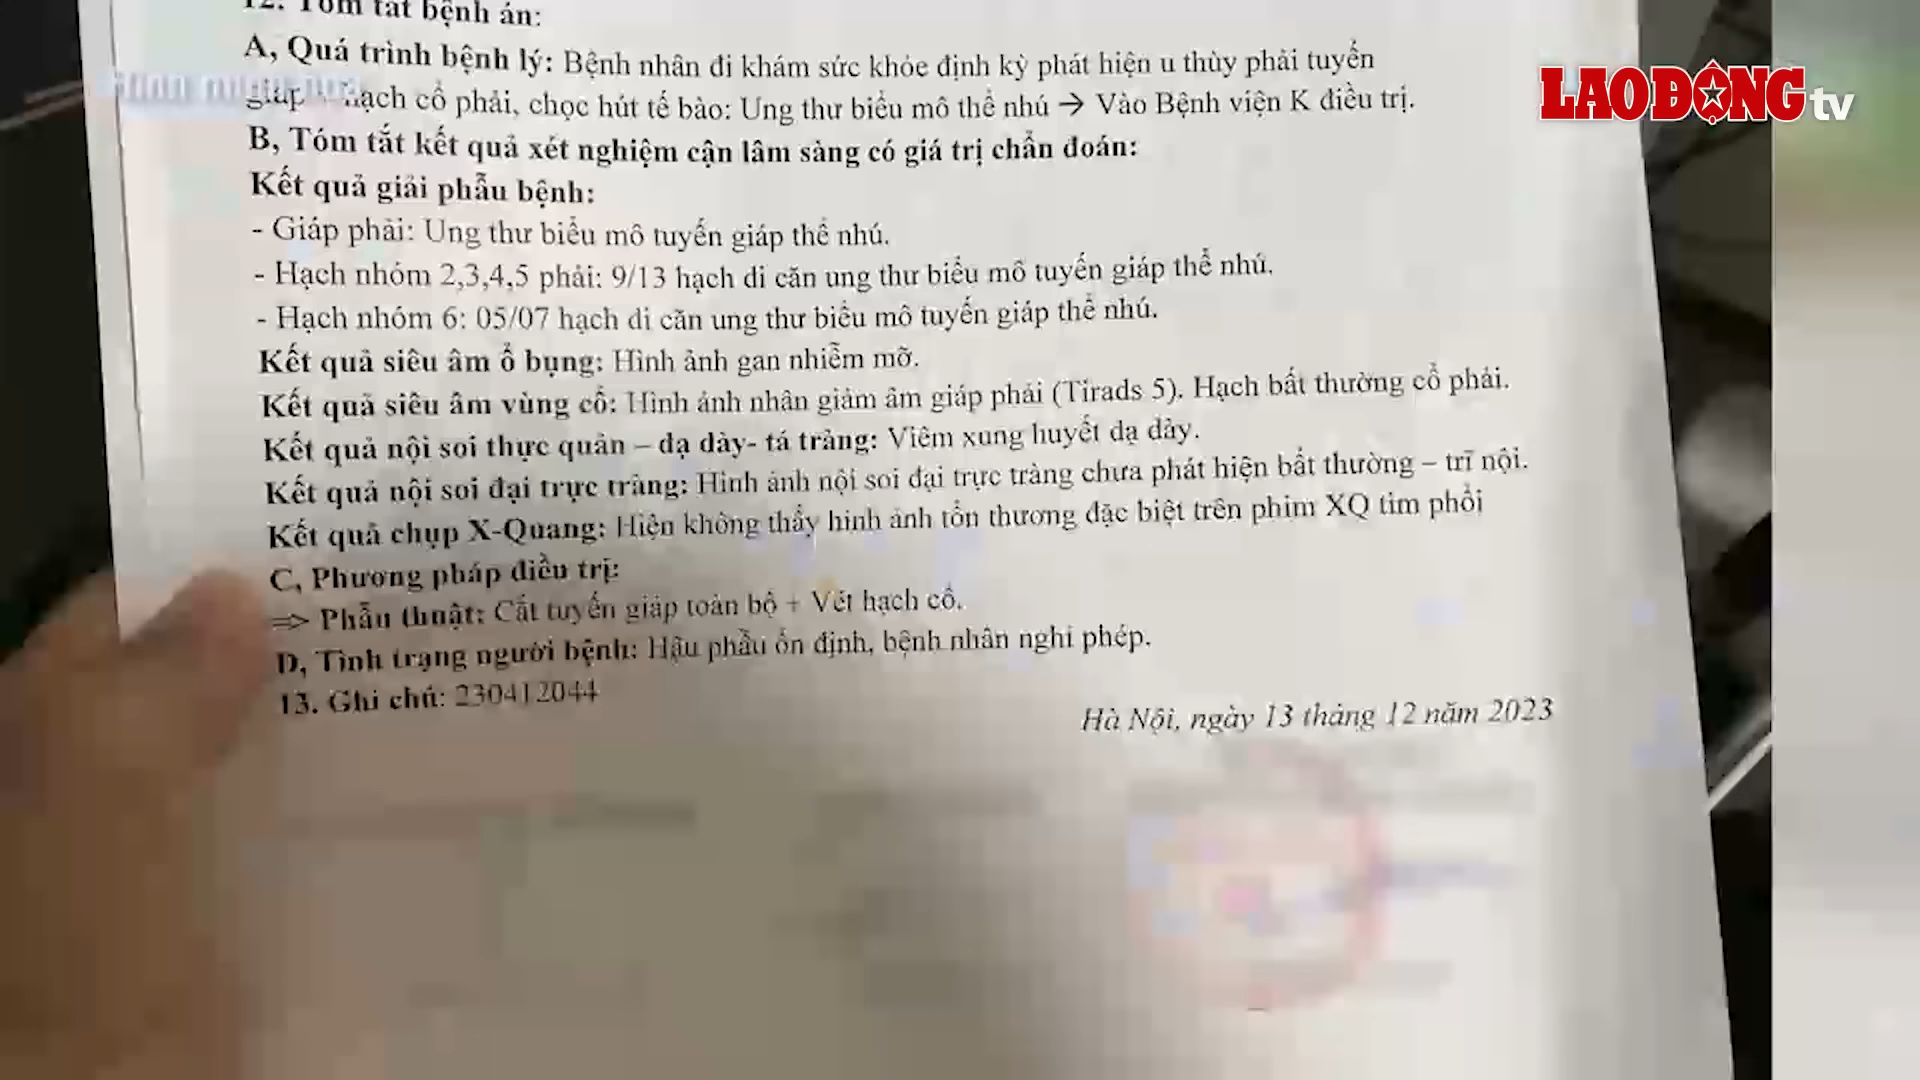 12. Tóm tắt bệnh án:
A, Quá trình bệnh lý: Bệnh nhân đi khám sức khỏe định kỳ phát hiện u thùy phải tuyến
giáp hạch cổ phải, chọc hút tế bào: Ung thư biểu mô thể nhú → Vào Bệnh viện K điều trị.
B, Tóm tắt kết quả xét nghiệm cận lâm sàng có giá trị chẩn đoán:
Kết quả giải phẫu bệnh:
- Giáp phải: Ung thư biểu mô tuyến giáp thể nhú.
- Hạch nhóm 2,3,4,5 phải: 9/13 hạch di căn ung thư biểu mô tuyến giáp thể nhú.
- Hạch nhóm 6: 05/07 hạch di căn ung thư biểu mô tuyến giáp thể nhú.
Kết quả siêu âm ổ bụng: Hình ảnh gan nhiễm mỡ.
Kết quả siêu âm vùng cổ: Hình ảnh nhân giảm âm giáp phải (Tirads 5). Hạch bất thường cổ phải.
Kết quả nội soi thực quản – dạ dày- tá tràng: Viêm xung huyết dạ dày.
Kết quả nội soi đại trực tràng: Hình ảnh nội soi đại trực tràng chưa phát hiện bất thường – trĩ nội.
Kết quả chụp X-Quang: Hiện không thấy hình ảnh tổn thương đặc biệt trên phim XQ tim phổi
C, Phương pháp điều trị:
=> Phẫu thuật: Cắt tuyến giáp toàn bộ + Vét hạch cổ.
D, Tình trạng người bệnh: Hậu phẫu ổn định, bệnh nhân nghỉ phép.
13. Ghi chú: 230412044
Hà Nội, ngày 13 tháng 12 năm 2023
LAO ĐỘNG tv